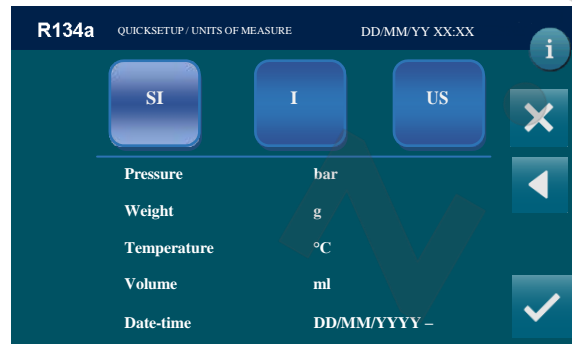 R134a QUICKSETUP / UNITS OF MEASURE DD/MM/YY XX:XX
i
SI I US
Pressure bar
Weight g
Temperature °C
Volume ml
Date-time DD/MM/YYYY –